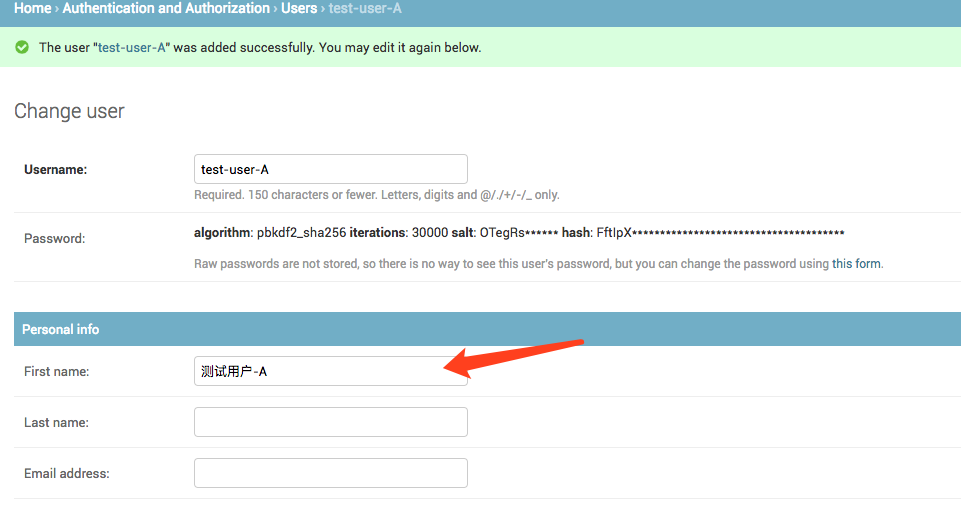 Home › Authentication and Authorization › Users › test-user-A
The user "test-user-A" was added successfully. You may edit it again below.
Change user
Username: test-user-A
Required. 150 characters or fewer. Letters, digits and @/./+/-/_ only.
Password: algorithm: pbkdf2_sha256 iterations: 30000 salt: OTegRs****** hash: FftIpX**************************************
Raw passwords are not stored, so there is no way to see this user's password, but you can change the password using this form.
Personal info
First name: 测试用户-A
Last name:
Email address: